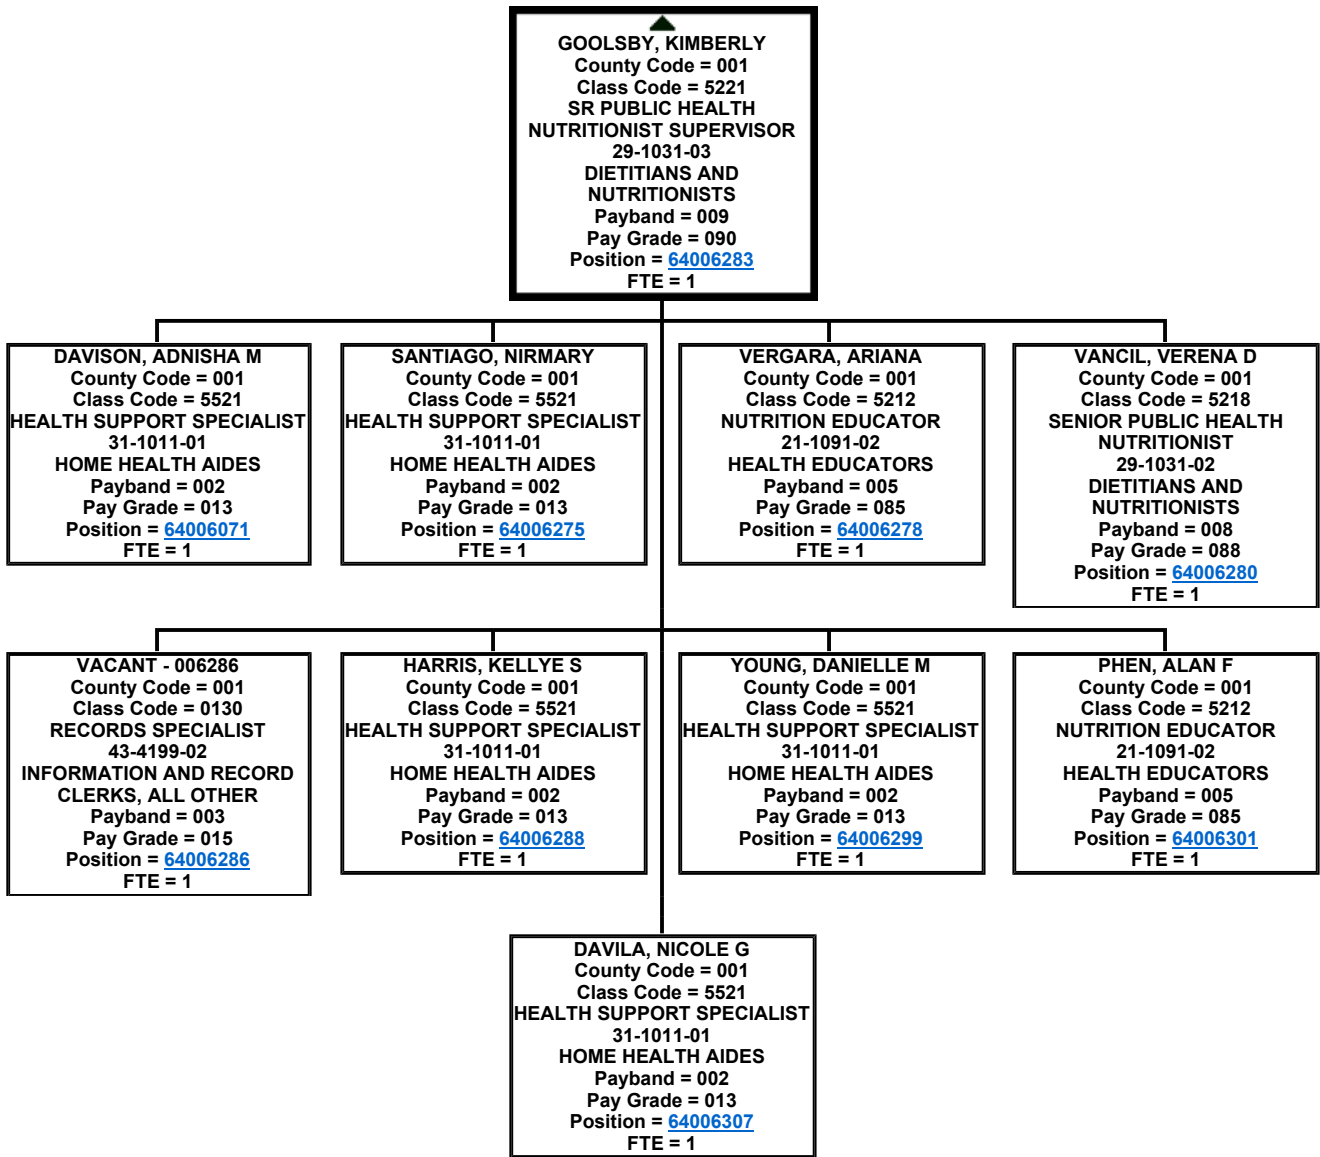 GOOLSBY, KIMBERLY
County Code = 001
Class Code = 5221
SR PUBLIC HEALTH
NUTRITIONIST SUPERVISOR
29-1031-03
DIETITIANS AND
NUTRITIONISTS
Payband = 009
Pay Grade = 090
Position = 64006283
FTE = 1
DAVISON, ADNISHA M
County Code = 001
Class Code = 5521
HEALTH SUPPORT SPECIALIST
31-1011-01
HOME HEALTH AIDES
Payband = 002
Pay Grade = 013
Position = 64006071
FTE = 1
SANTIAGO, NIRMARY
County Code = 001
Class Code = 5521
HEALTH SUPPORT SPECIALIST
31-1011-01
HOME HEALTH AIDES
Payband = 002
Pay Grade = 013
Position = 64006275
FTE = 1
VERGARA, ARIANA
County Code = 001
Class Code = 5212
NUTRITION EDUCATOR
21-1091-02
HEALTH EDUCATORS
Payband = 005
Pay Grade = 085
Position = 64006278
FTE = 1
VANCIL, VERENA D
County Code = 001
Class Code = 5218
SENIOR PUBLIC HEALTH
NUTRITIONIST
29-1031-02
DIETITIANS AND
NUTRITIONISTS
Payband = 008
Pay Grade = 088
Position = 64006280
FTE = 1
VACANT - 006286
County Code = 001
Class Code = 0130
RECORDS SPECIALIST
43-4199-02
INFORMATION AND RECORD
CLERKS, ALL OTHER
Payband = 003
Pay Grade = 015
Position = 64006286
FTE = 1
HARRIS, KELLYE S
County Code = 001
Class Code = 5521
HEALTH SUPPORT SPECIALIST
31-1011-01
HOME HEALTH AIDES
Payband = 002
Pay Grade = 013
Position = 64006288
FTE = 1
YOUNG, DANIELLE M
County Code = 001
Class Code = 5521
HEALTH SUPPORT SPECIALIST
31-1011-01
HOME HEALTH AIDES
Payband = 002
Pay Grade = 013
Position = 64006299
FTE = 1
PHEN, ALAN F
County Code = 001
Class Code = 5212
NUTRITION EDUCATOR
21-1091-02
HEALTH EDUCATORS
Payband = 005
Pay Grade = 085
Position = 64006301
FTE = 1
DAVILA, NICOLE G
County Code = 001
Class Code = 5521
HEALTH SUPPORT SPECIALIST
31-1011-01
HOME HEALTH AIDES
Payband = 002
Pay Grade = 013
Position = 64006307
FTE = 1